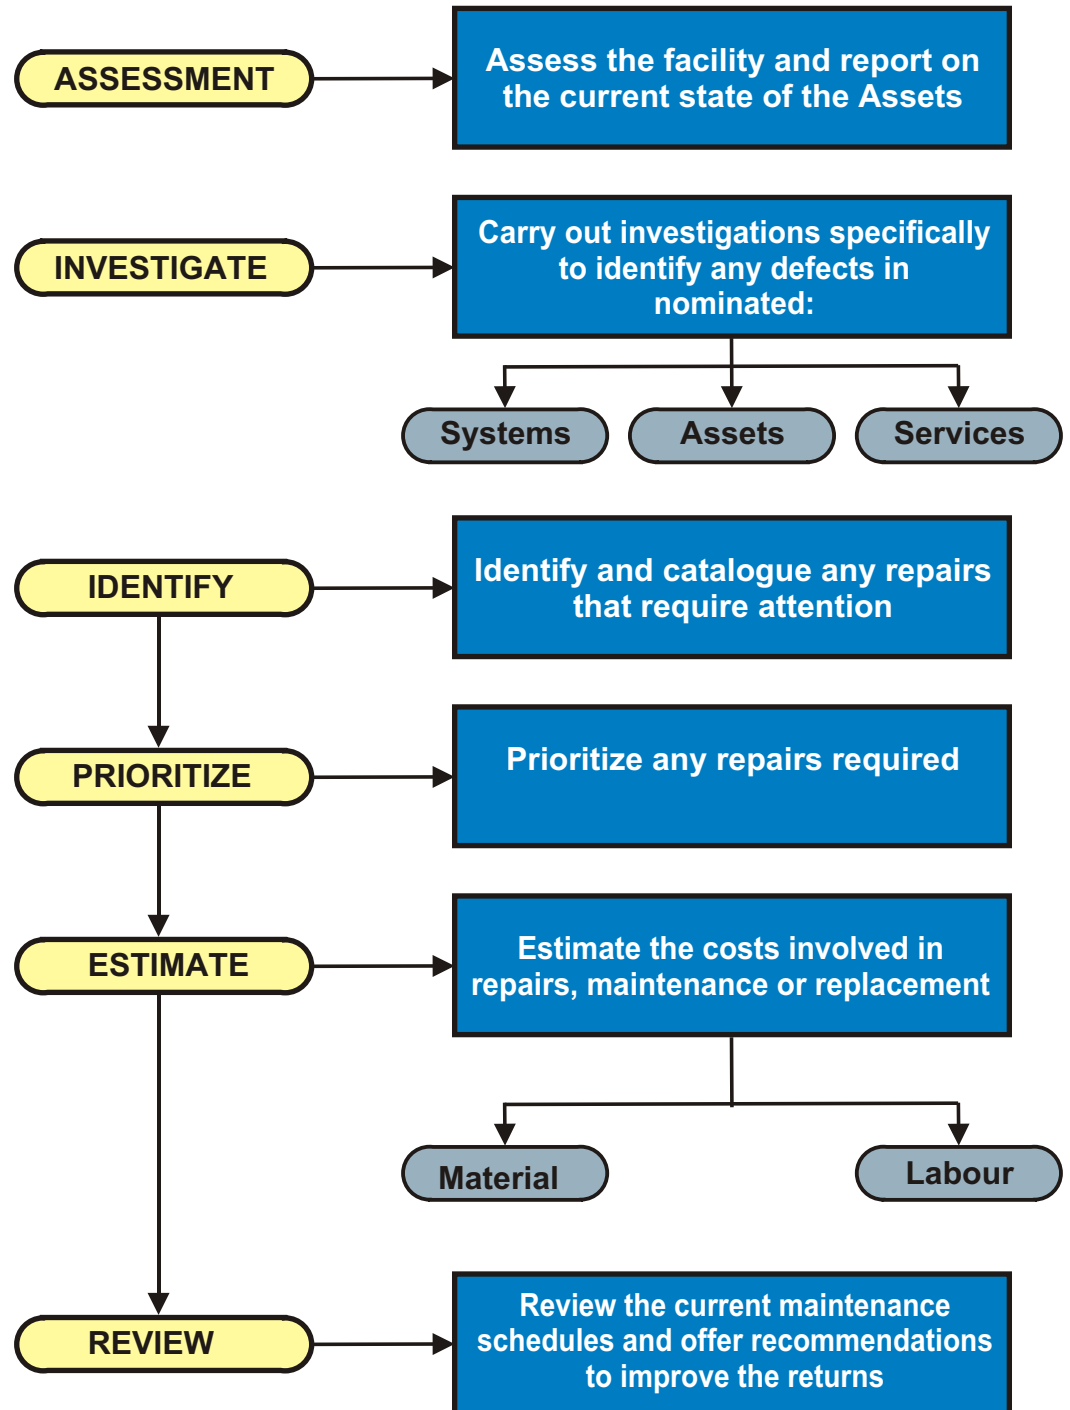 ASSESSMENT
Assess the facility and report on
the current state of the Assets
INVESTIGATE
Carry out investigations specifically
to identify any defects in
nominated:
Systems
Assets
Services
IDENTIFY
Identify and catalogue any repairs
that require attention
PRIORITIZE
Prioritize any repairs required
ESTIMATE
Estimate the costs involved in
repairs, maintenance or replacement
Material
Labour
REVIEW
Review the current maintenance
schedules and offer recommendations
to improve the returns